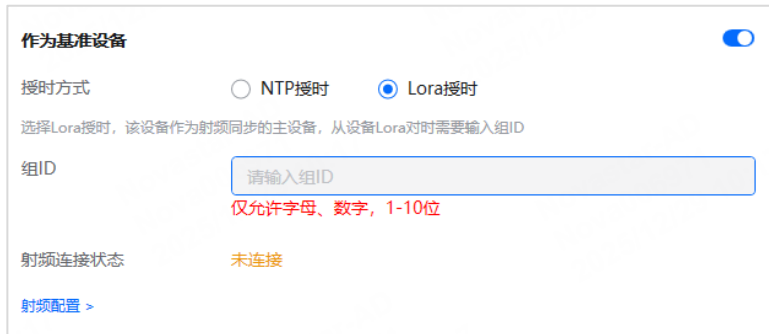 作为基准设备
授时方式 NTP授时 Lora授时
选择Lora授时，该设备作为射频同步的主设备，从设备Lora对时需要输入组ID
组ID 请输入组ID
仅允许字母、数字，1-10位
射频连接状态 未连接
射频配置 >